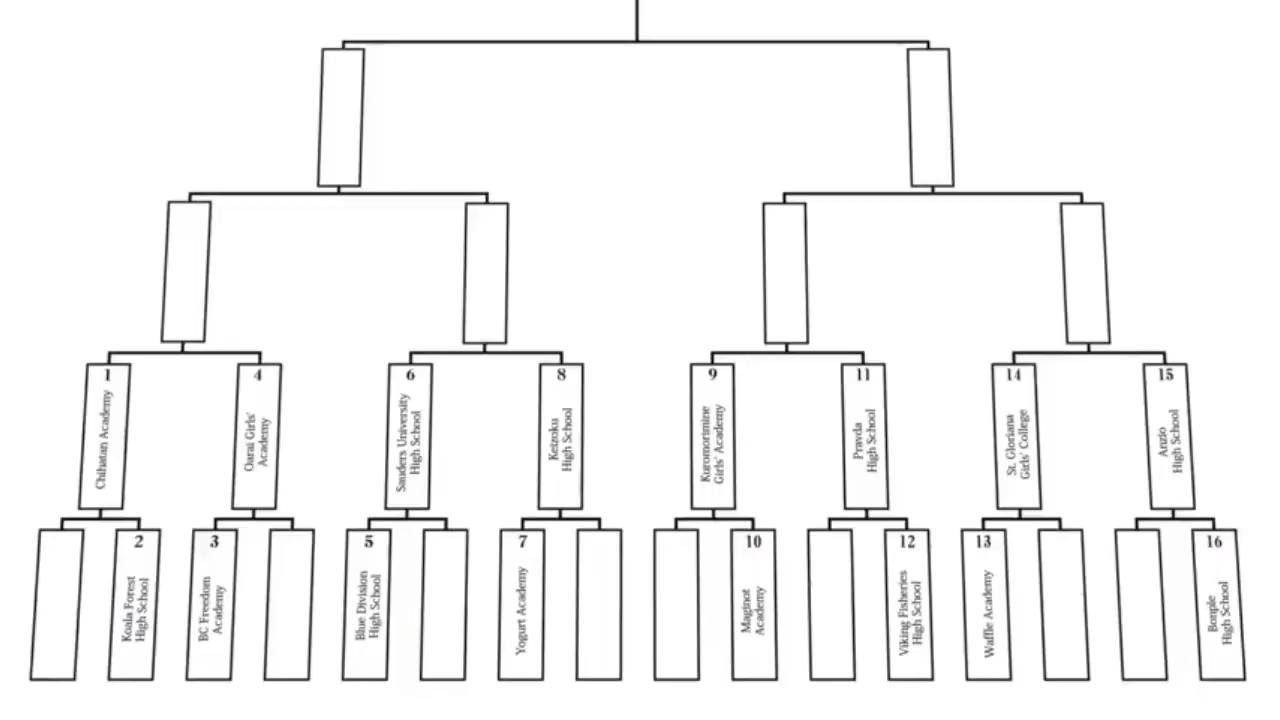 1
Chihatan Academy
4
Oarai Girls'
Academy
6
Sauders University
High School
8
Keizoku
High School
9
Kuromorimine
Girls' Academy
11
Pravda
High School
14
St. Gloriana
Girls' College
15
Anzio
High School
2
Koala Forest
High School
3
BC Freedom
Academy
5
Blue Division
High School
7
Yogurt Academy
10
Maginot
Academy
12
Viking Fisheries
High School
13
Waffle Academy
16
Bonple
High School